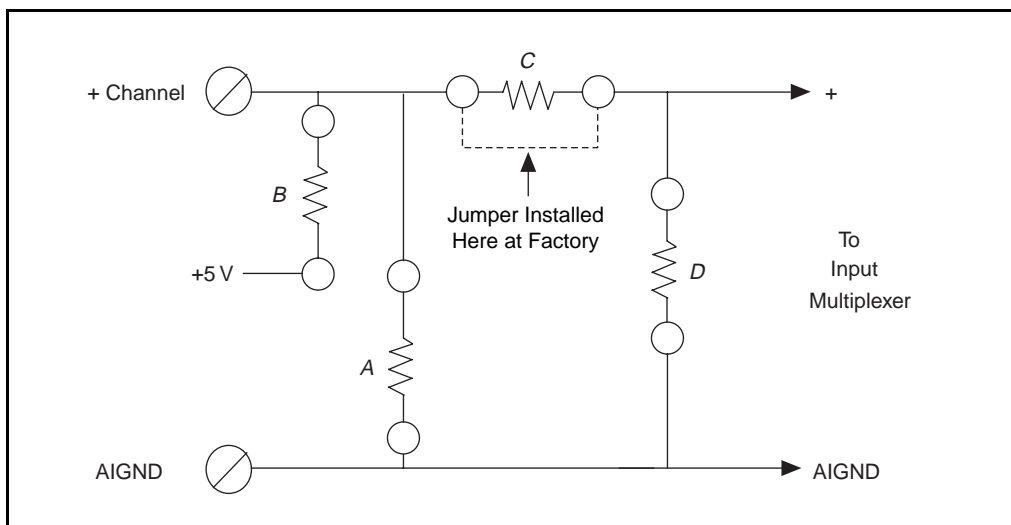 C
+ Channel
+
B
Jumper Installed
Here at Factory
+5 V
D
To
Input
Multiplexer
A
AIGND
AIGND